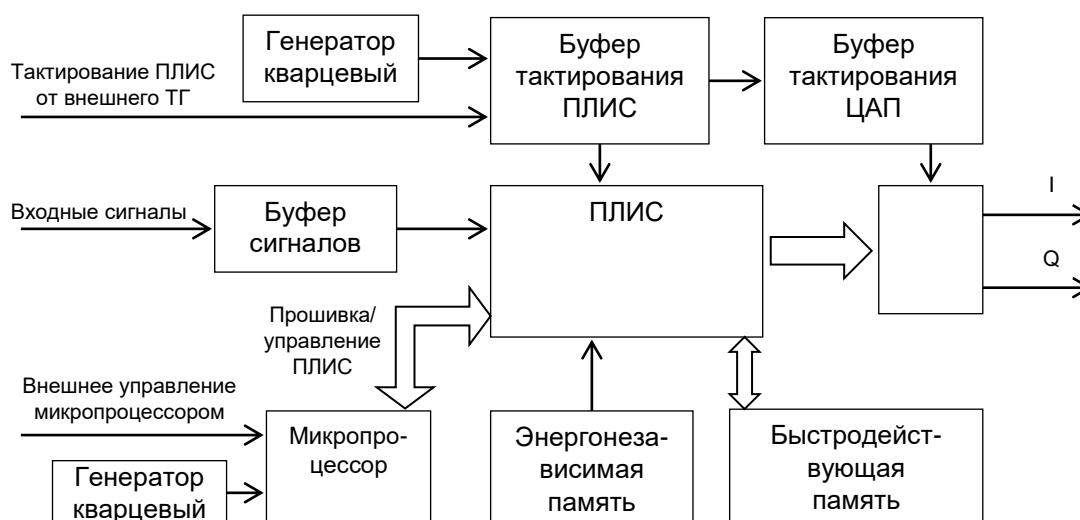 Генератор
кварцевый
Тактирование ПЛИС
от внешнего ТГ
Буфер
тактирования
ПЛИС
Буфер
тактирования
ЦАП
Входные сигналы
Буфер
сигналов
ПЛИС
I
Q
Прошивка/
управление
ПЛИС
Внешнее управление
микропроцессором
Микропро-
цессор
Генератор
кварцевый
Энергонеза-
висимая
память
Быстродейст-
вующая
память